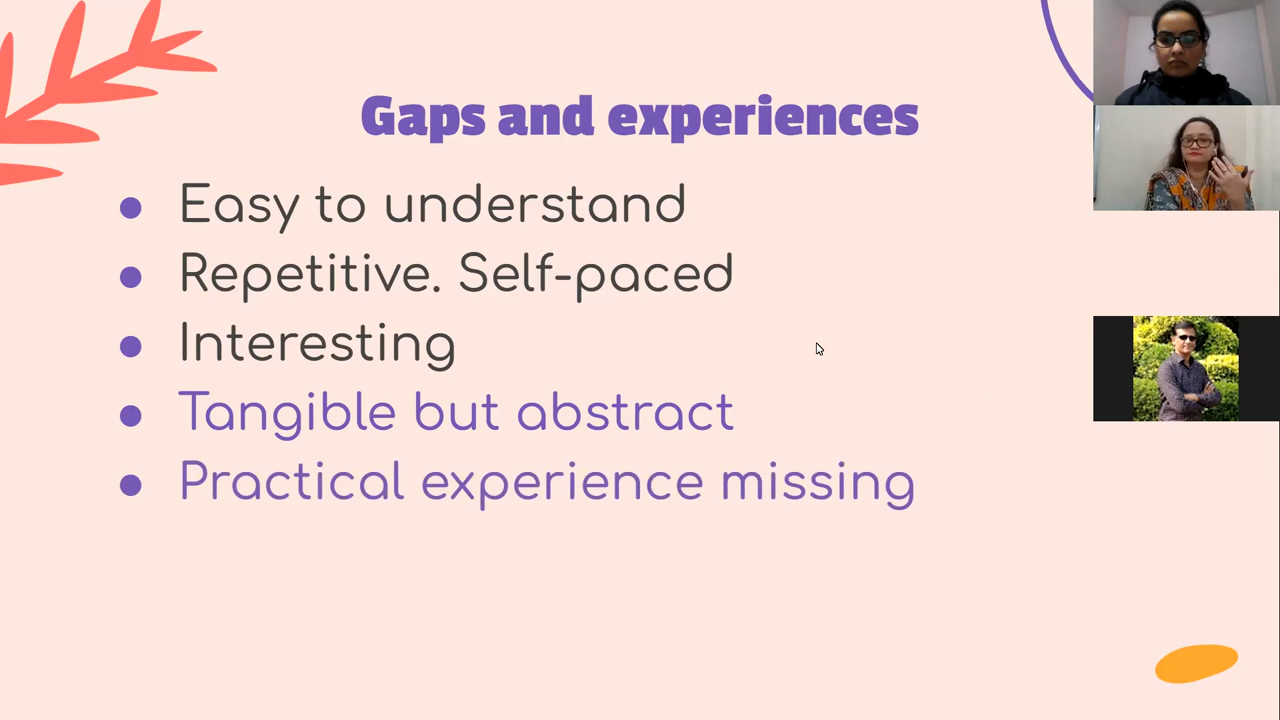 Gaps and experiences
Easy to understand
Repetitive. Self-paced
Interesting
Tangible but abstract
Practical experience missing